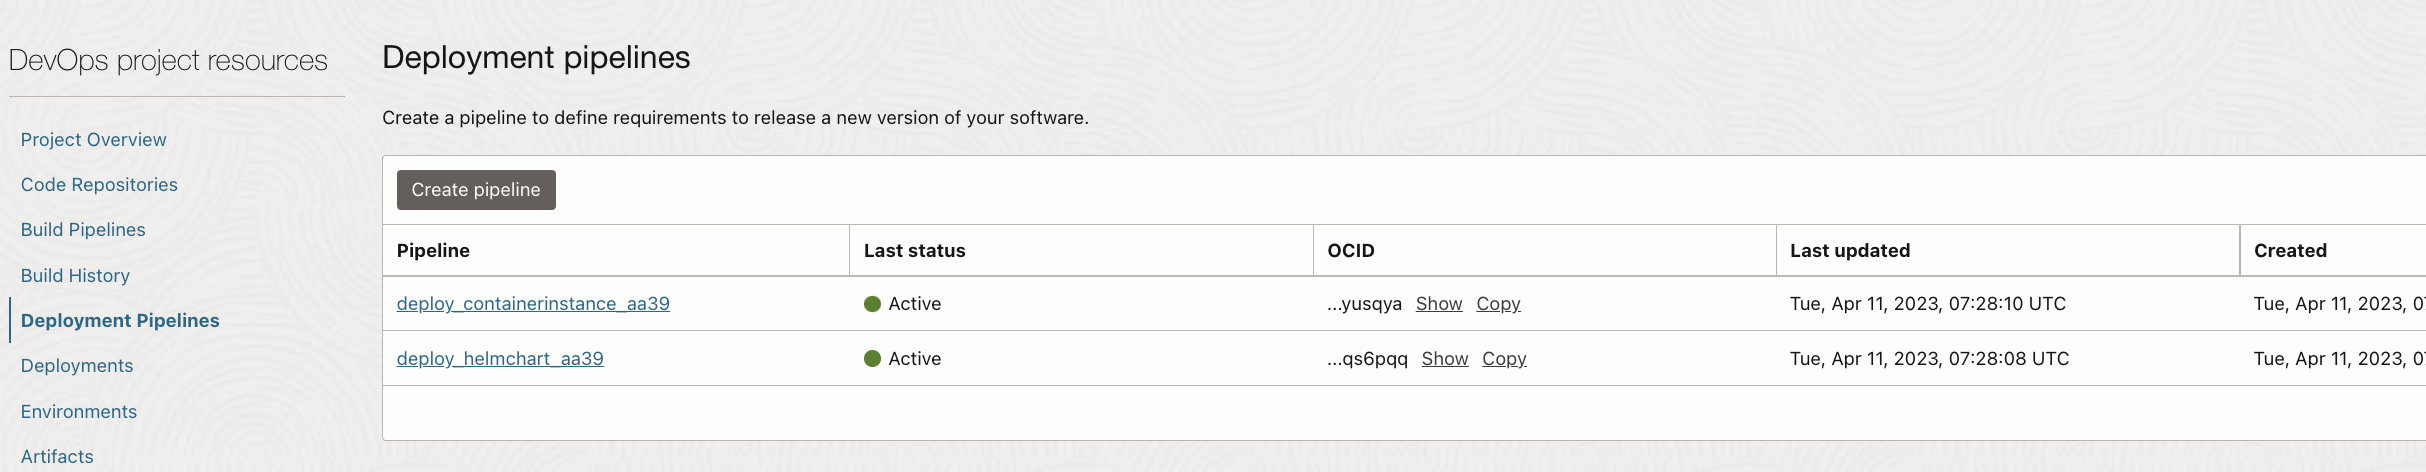 DevOps project resources
Project Overview
Code Repositories
Build Pipelines
Build History
Deployment Pipelines
Deployments
Environments
Artifacts
Deployment pipelines
Create a pipeline to define requirements to release a new version of your software.
Create pipeline
Pipeline Last status OCID Last updated Created
deploy_containerinstance_aa39 Active ...yusqya Show Copy Tue, Apr 11, 2023, 07:28:10 UTC Tue, Apr 11, 2023,
deploy_helmchart_aa39 Active ...qs6pqq Show Copy Tue, Apr 11, 2023, 07:28:08 UTC Tue, Apr 11, 2023,